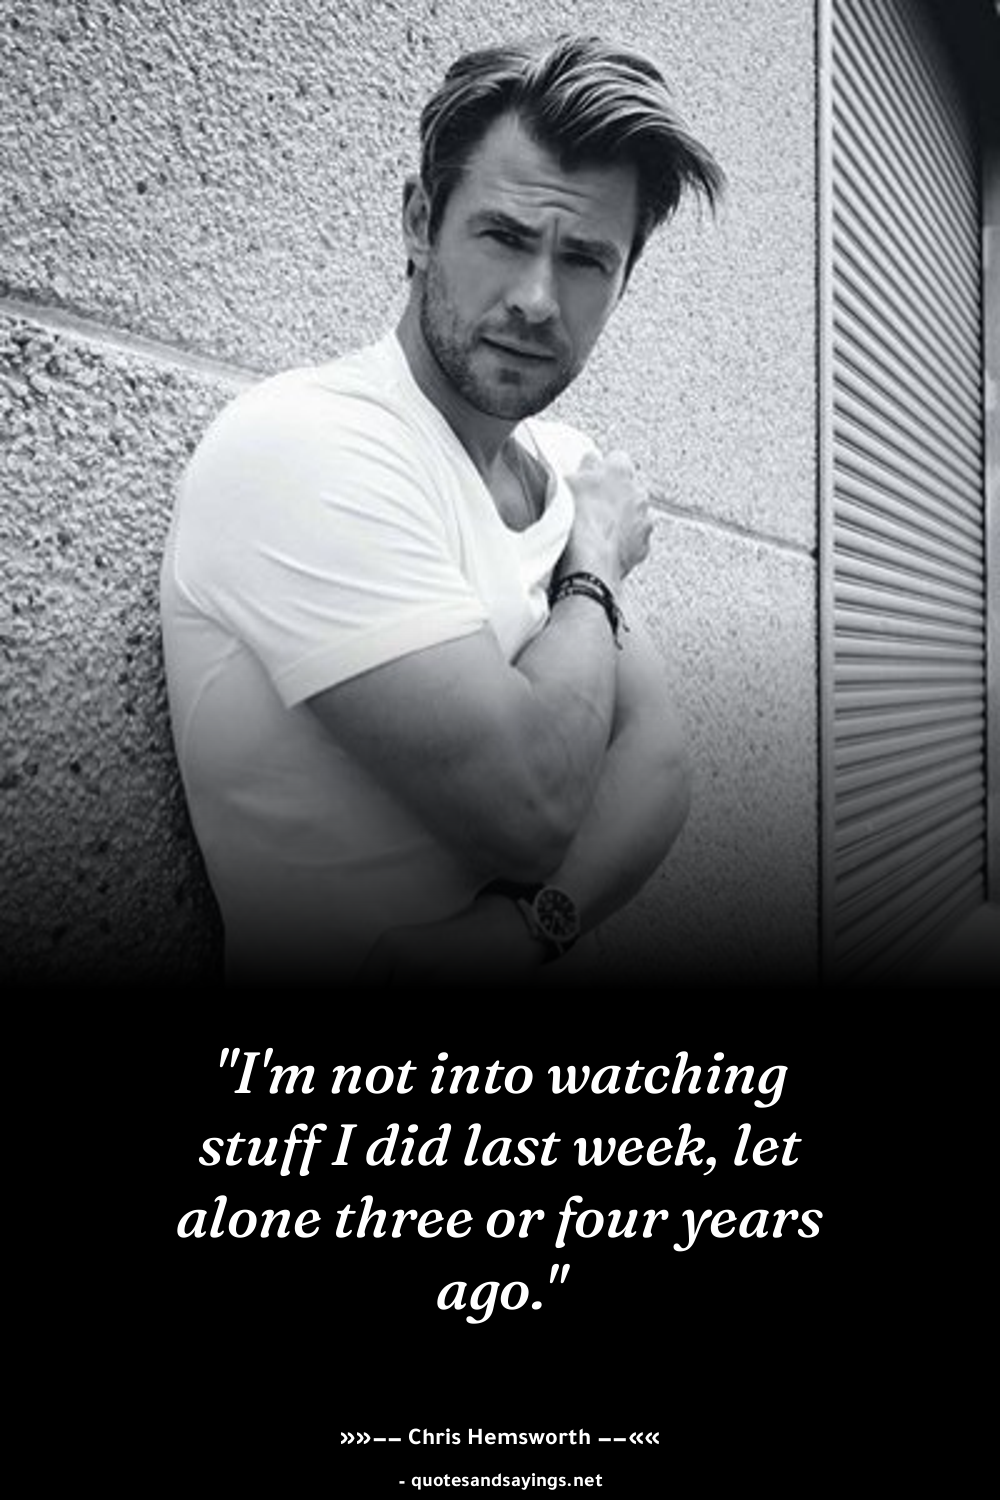 "I'm not into watching
stuff I did last week, let
alone three or four years
ago."
»»–– Chris Hemsworth ––««
- quotesandsayings.net